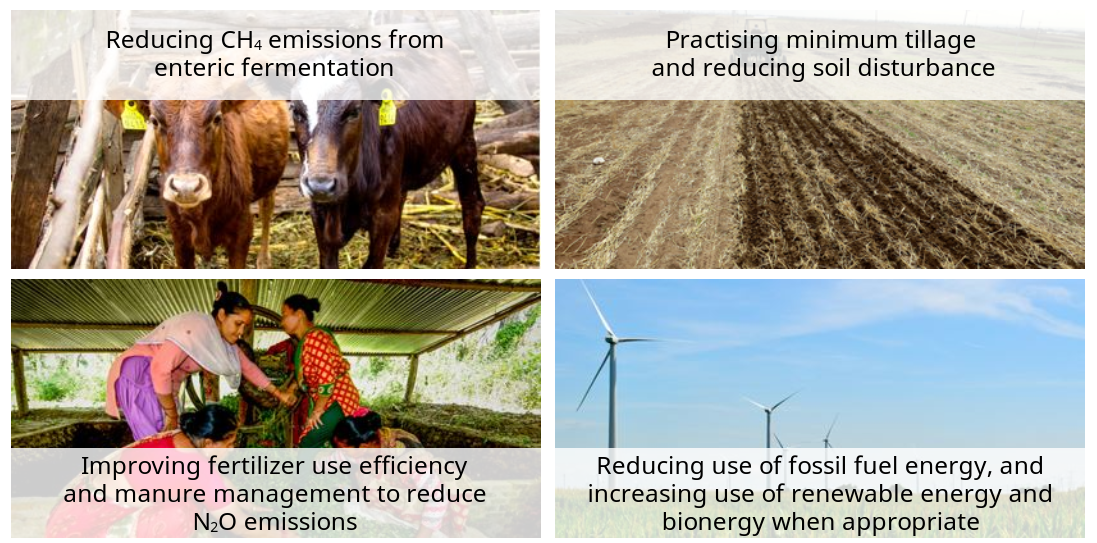 Reducing CH₄ emissions from
enteric fermentation
Practising minimum tillage
and reducing soil disturbance
Improving fertilizer use efficiency
and manure management to reduce
N₂O emissions
Reducing use of fossil fuel energy, and
increasing use of renewable energy and
bionergy when appropriate